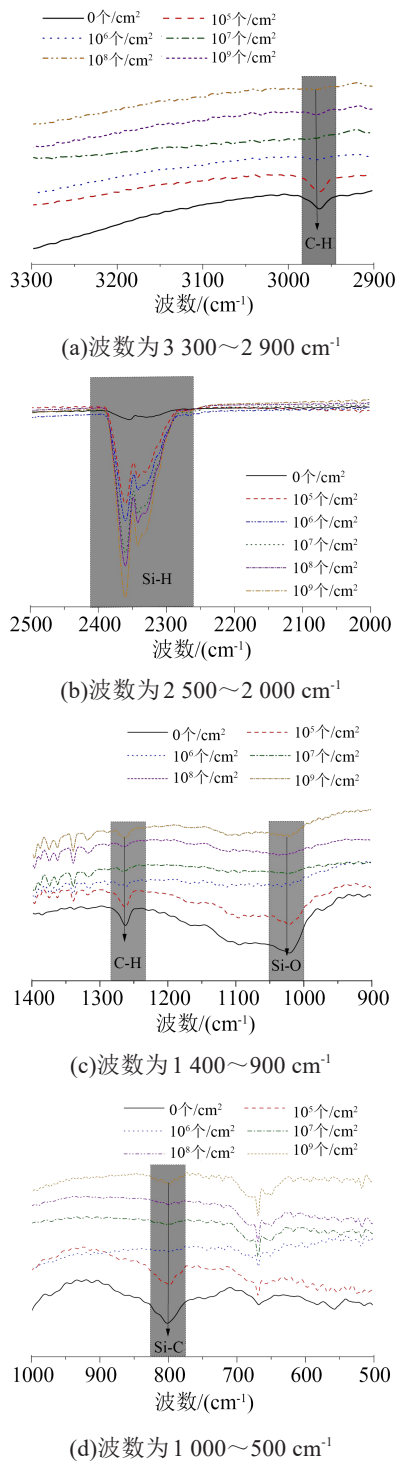 0个/cm² 10⁵个/cm²
10⁶个/cm² 10⁷个/cm²
10⁸个/cm² 10⁹个/cm²
C-H
3300 3200 3100 3000 2900
波数/(cm⁻¹)
(a)波数为3 300～2 900 cm⁻¹
0个/cm²
10⁵个/cm²
10⁶个/cm²
10⁷个/cm²
10⁸个/cm²
10⁹个/cm²
Si-H
2500 2400 2300 2200 2100 2000
波数/(cm⁻¹)
(b)波数为2 500～2 000 cm⁻¹
0个/cm² 10⁵个/cm²
10⁶个/cm² 10⁷个/cm²
10⁸个/cm² 10⁹个/cm²
C-H Si-O
1400 1300 1200 1100 1000 900
波数/(cm⁻¹)
(c)波数为1 400～900 cm⁻¹
0个/cm² 10⁵个/cm²
10⁶个/cm² 10⁷个/cm²
10⁸个/cm² 10⁹个/cm²
Si-C
1000 900 800 700 600 500
波数/(cm⁻¹)
(d)波数为1 000～500 cm⁻¹